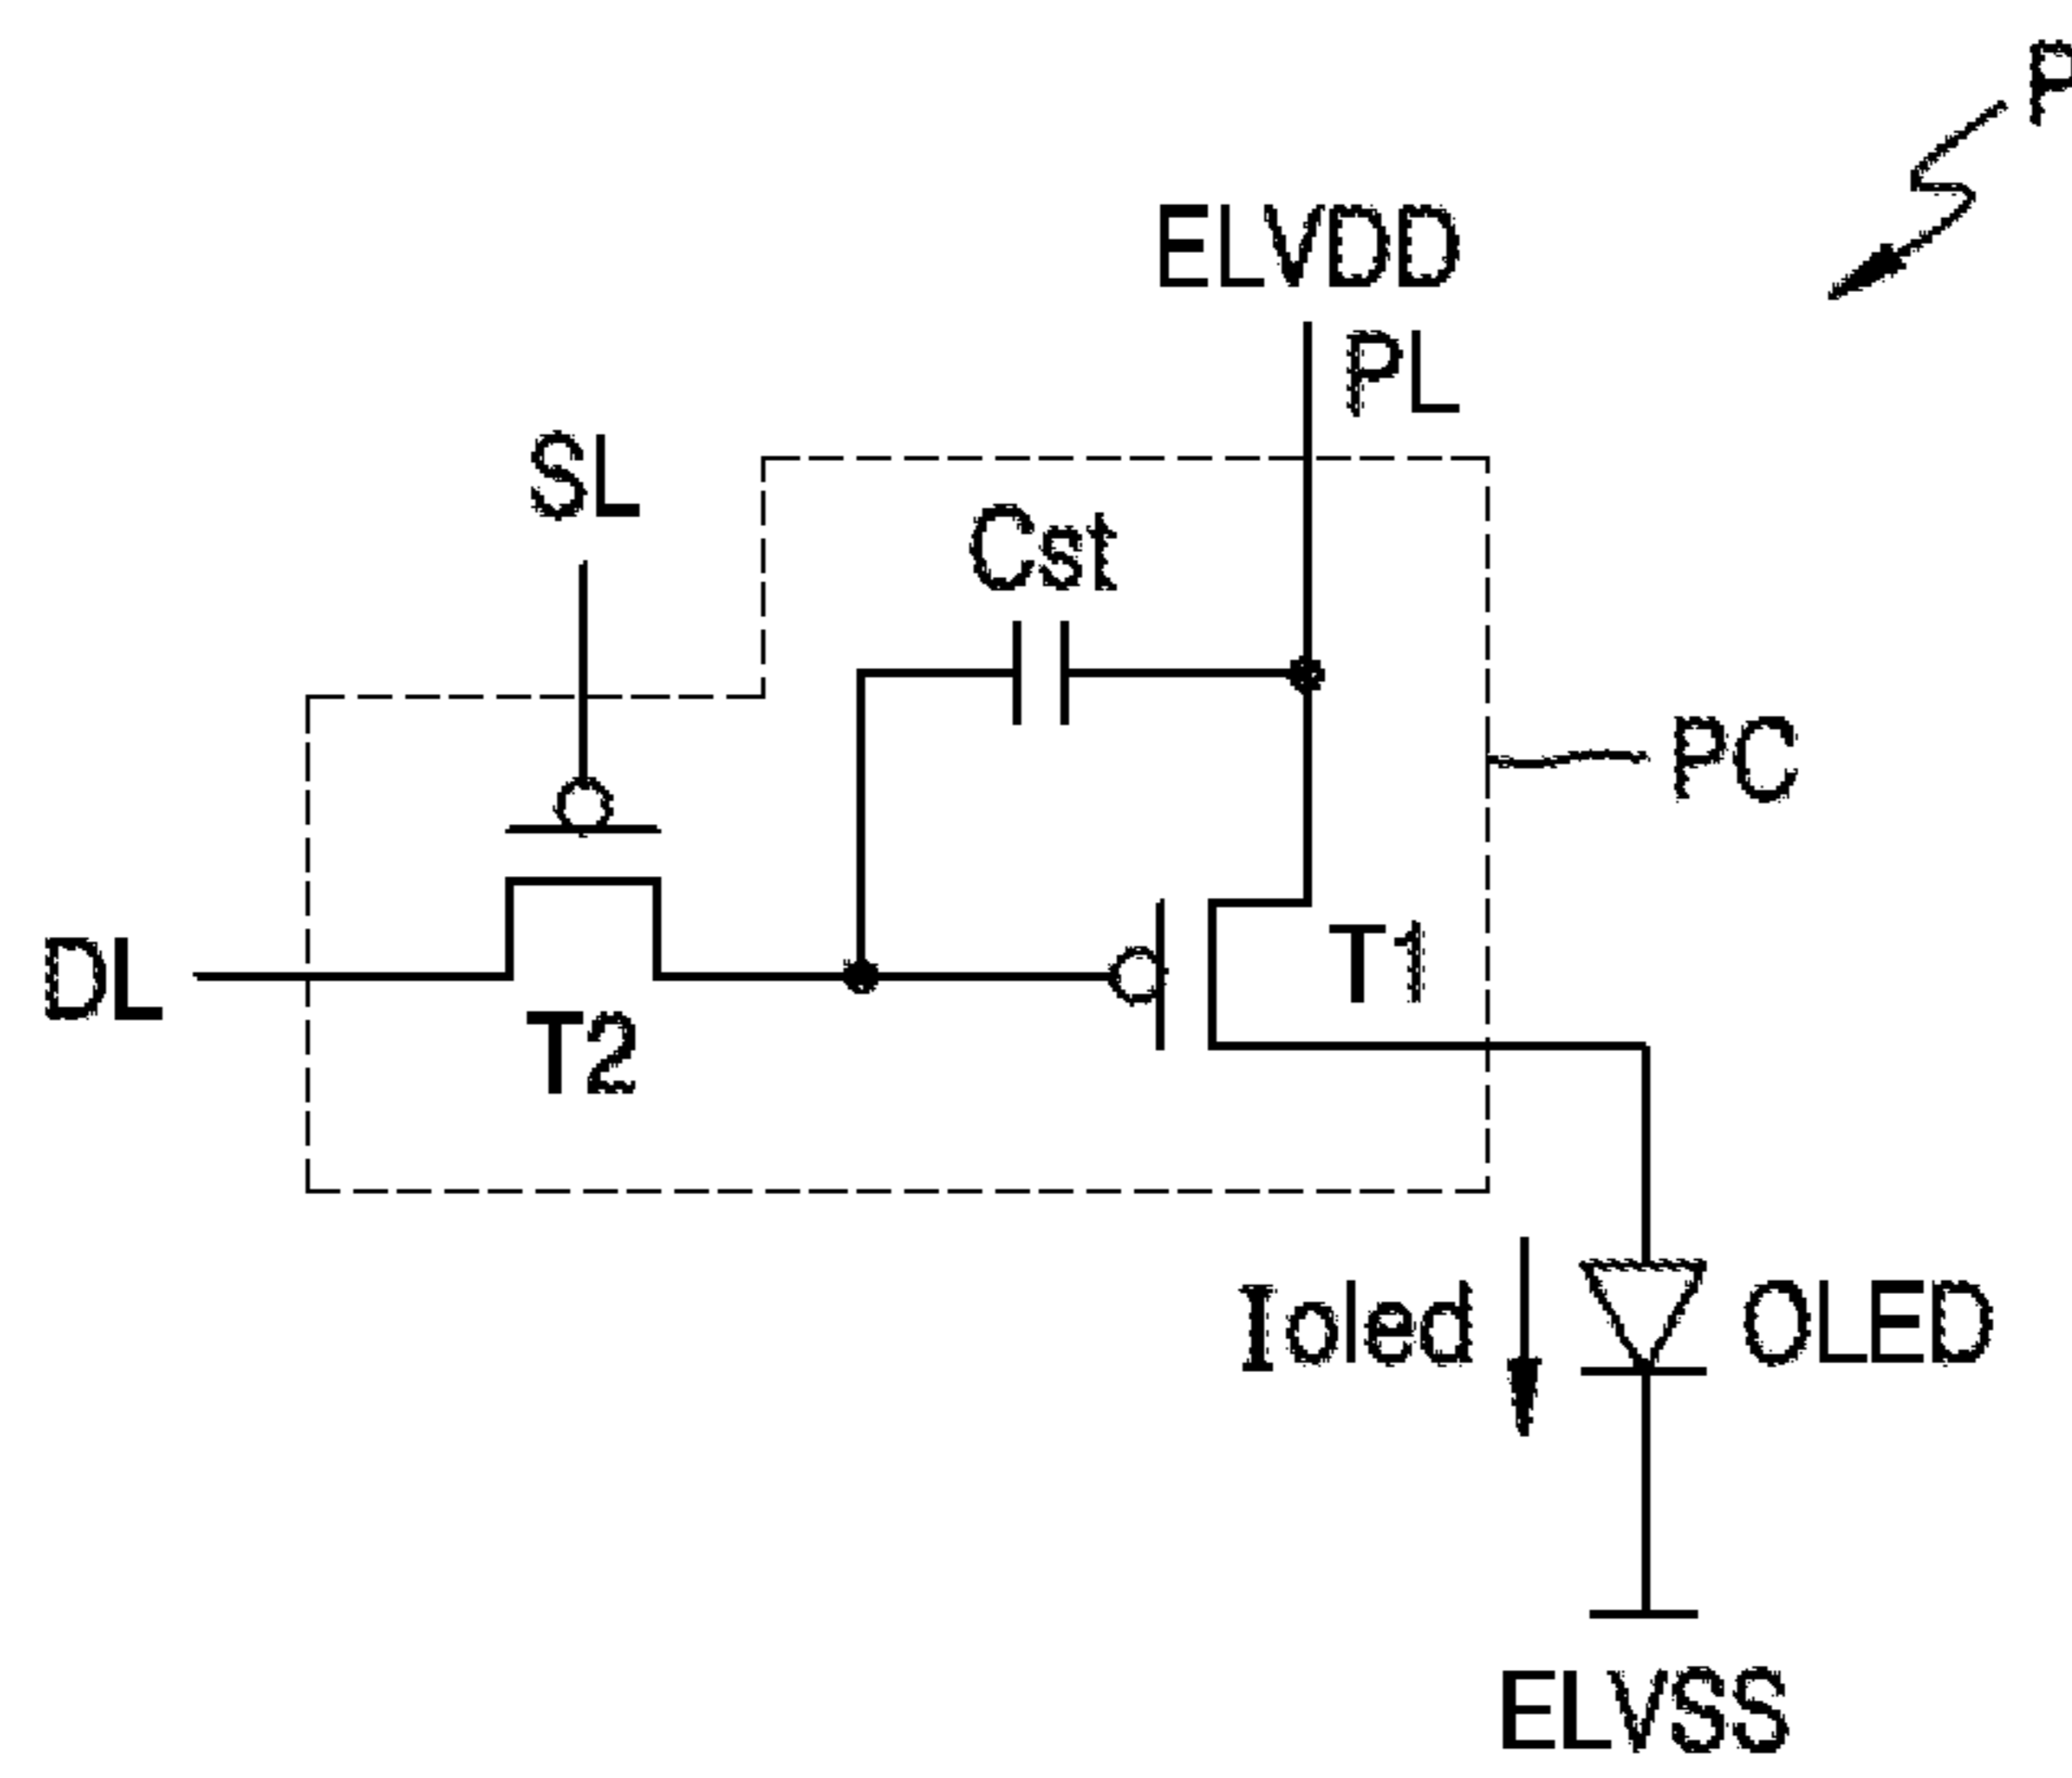 P
ELVDD
PL
SL
Cst
PC
DL
T1
T2
Ioled
OLED
ELVSS